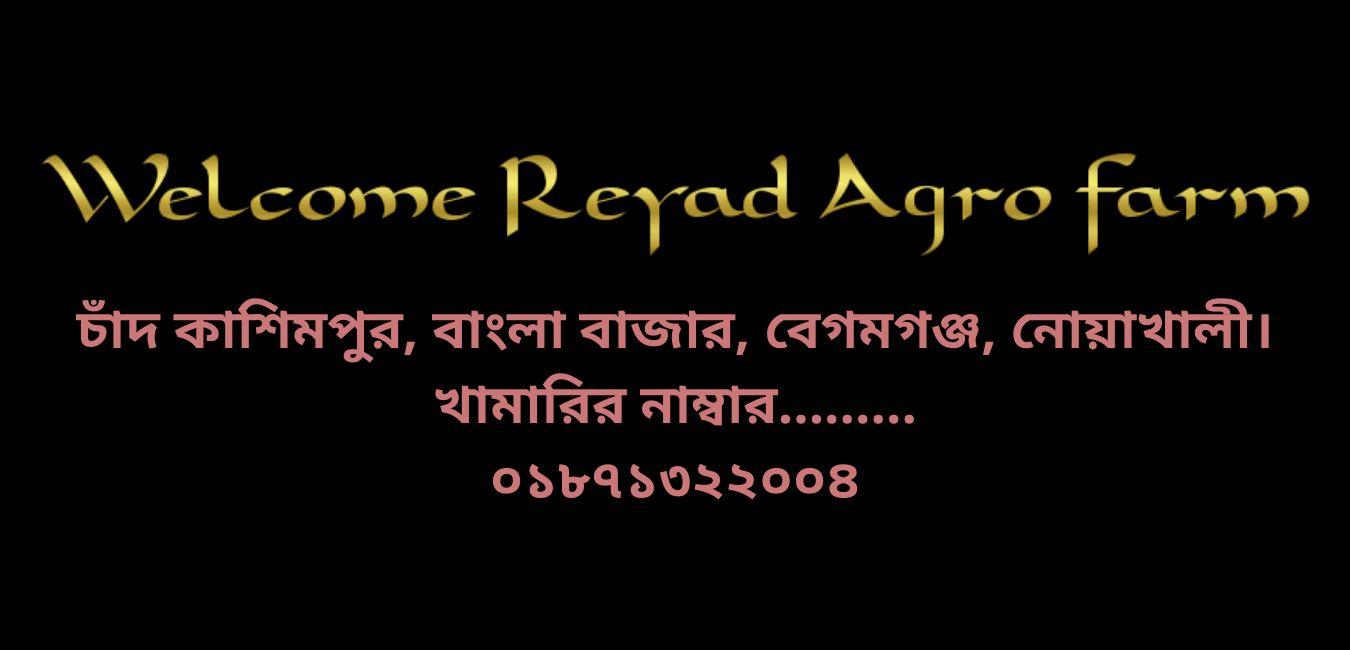 Welcome Reyad Agro farm
চাঁদ কাশিমপুর, বাংলা বাজার, বেগমগঞ্জ, নোয়াখালী।
খামারির নাম্বার.........
০১৮৭১৩২২০০৪